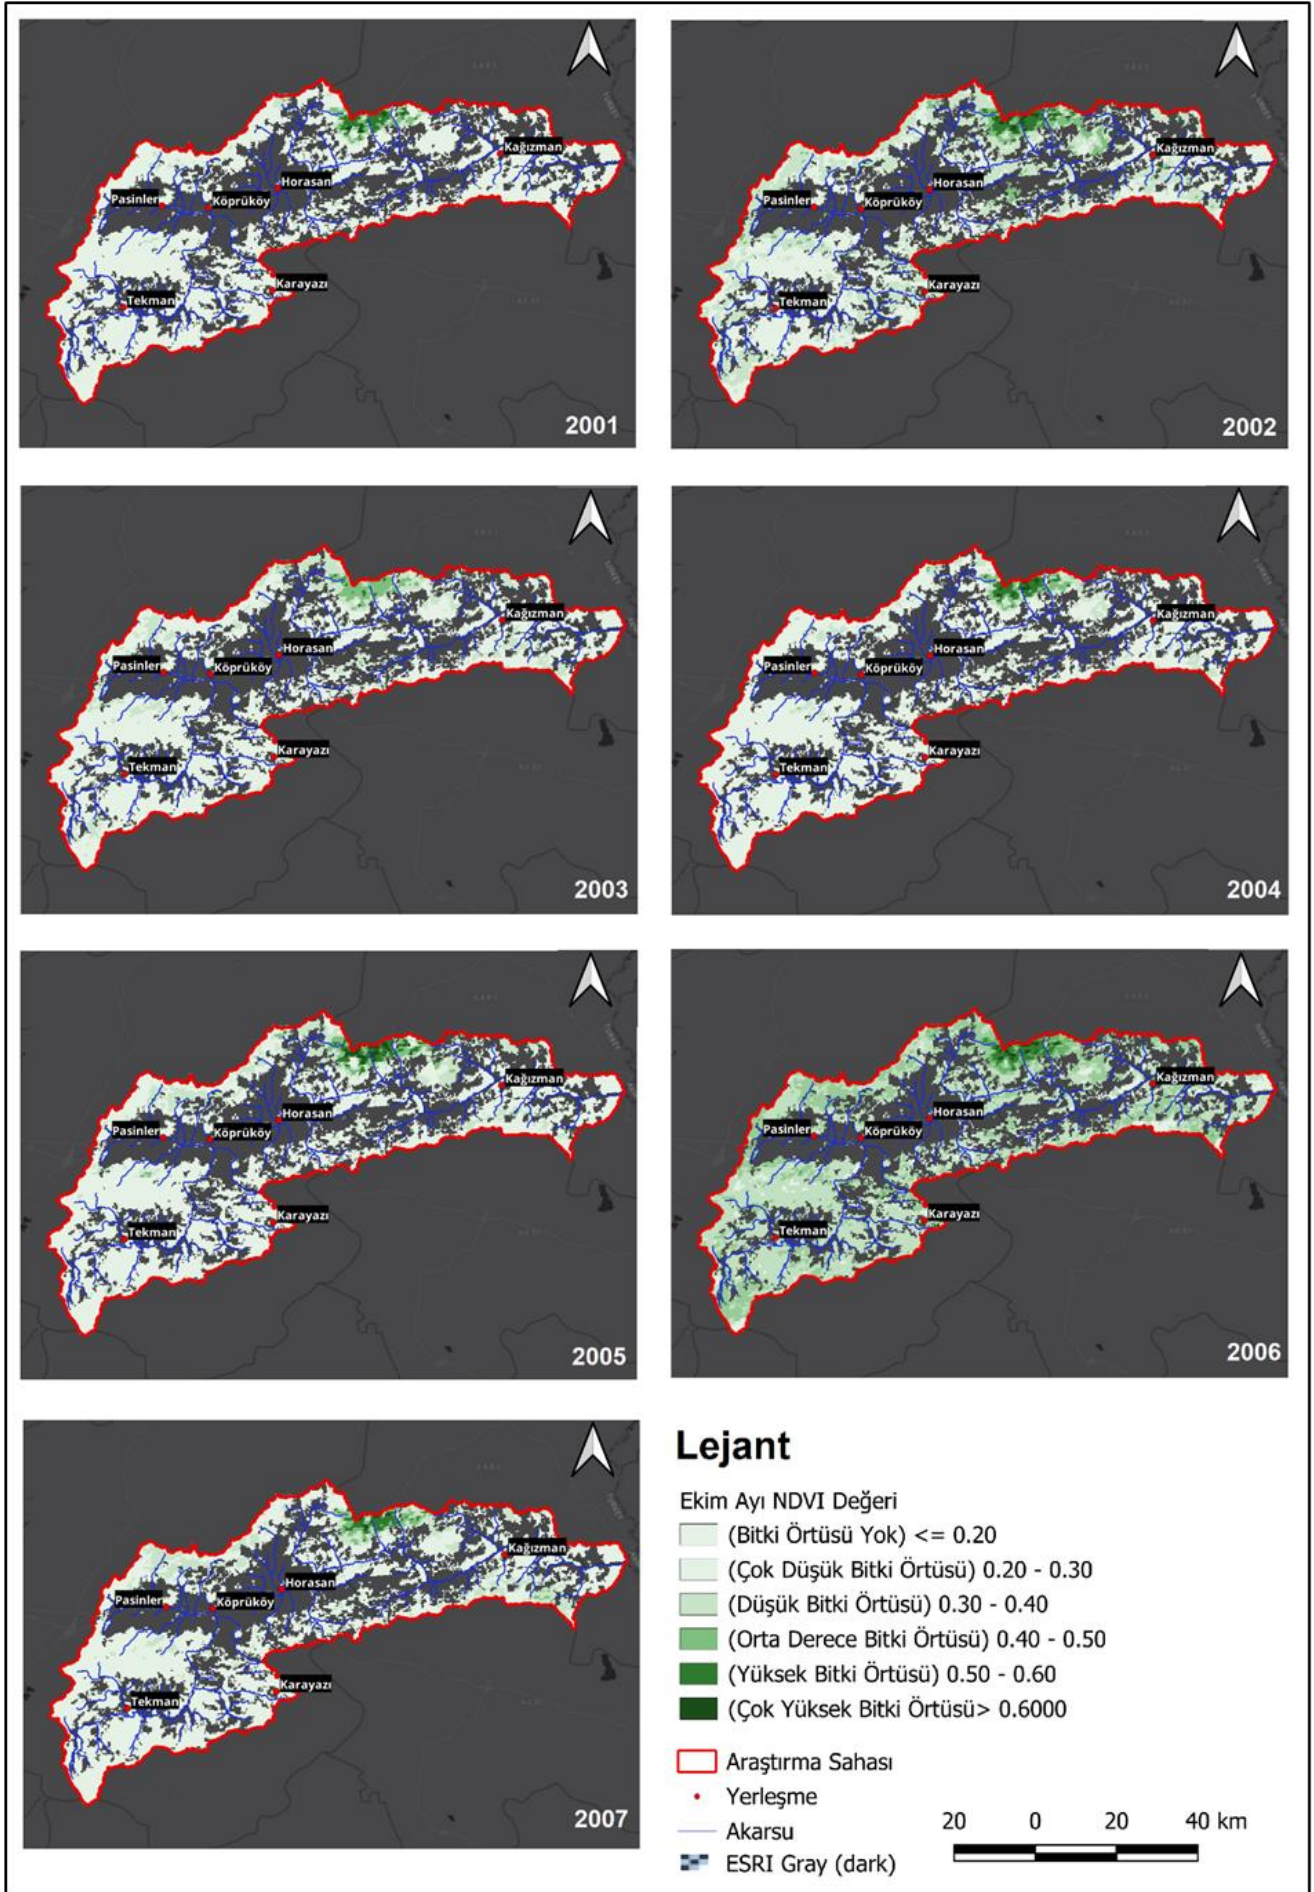 Kağızman
Horasan
Pasinler
Köprüköy
Karayazı
Tekman
2001
Kağızman
Horasan
Pasinler
Köprüköy
Karayazı
Tekman
2002
Kağızman
Horasan
Pasinler
Köprüköy
Karayazı
Tekman
2003
Kağızman
Horasan
Pasinler
Köprüköy
Karayazı
Tekman
2004
Kağızman
Horasan
Pasinler
Köprüköy
Karayazı
Tekman
2005
Kağızman
Horasan
Pasinler
Köprüköy
Karayazı
Tekman
2006
Kağızman
Horasan
Pasinler
Köprüköy
Karayazı
Tekman
2007
Lejant
Ekim Ayı NDVI Değeri
(Bitki Örtüsü Yok) <= 0.20
(Çok Düşük Bitki Örtüsü) 0.20 - 0.30
(Düşük Bitki Örtüsü) 0.30 - 0.40
(Orta Derece Bitki Örtüsü) 0.40 - 0.50
(Yüksek Bitki Örtüsü) 0.50 - 0.60
(Çok Yüksek Bitki Örtüsü> 0.6000
Araştırma Sahası
Yerleşme
Akarsu
ESRI Gray (dark)
20 0 20 40 km